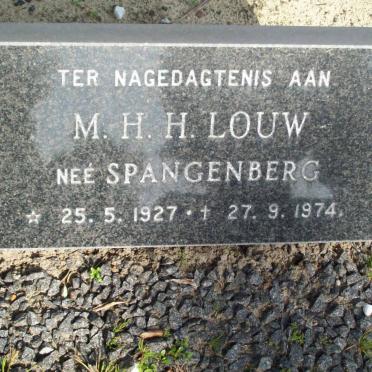 TER NAGEDAGTENIS AAN
M. H. H. LOUW
NEÉ SPANGENBERG
☆ 25. 5. 1927 · † 27. 9. 1974.